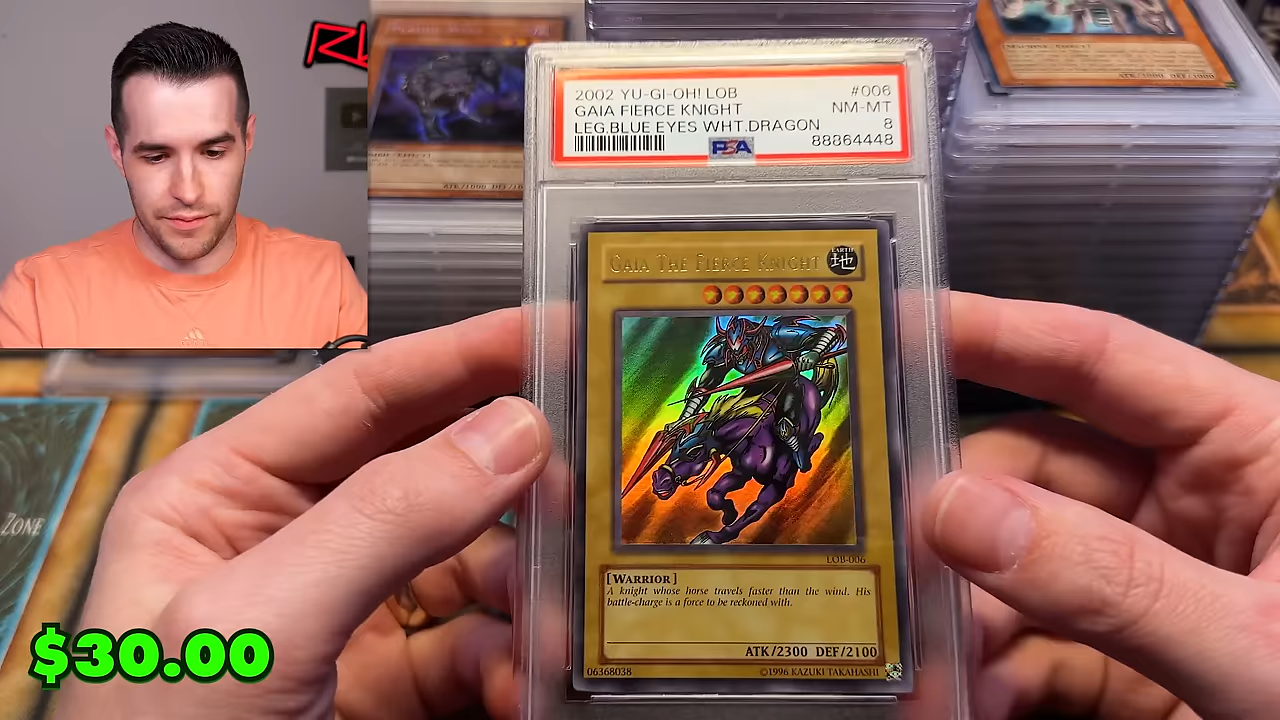 RL
2002 YU-GI-OH! LOB #006
GAIA FIERCE KNIGHT NM-MT
LEG.BLUE EYES WHT.DRAGON 8
PSA 88864448
GAIA THE FIERCE KNIGHT
EARTH
地
LOB-006
[WARRIOR]
A knight whose horse travels faster than the wind. His
battle-charge is a force to be reckoned with.
ATK/2300 DEF/2100
06368038 ©1996 KAZUKI TAKAHASHI
ZONE
$30.00